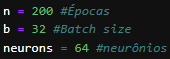 n = 200 #Épocas
b = 32 #Batch size
neurons = 64 #neurônios